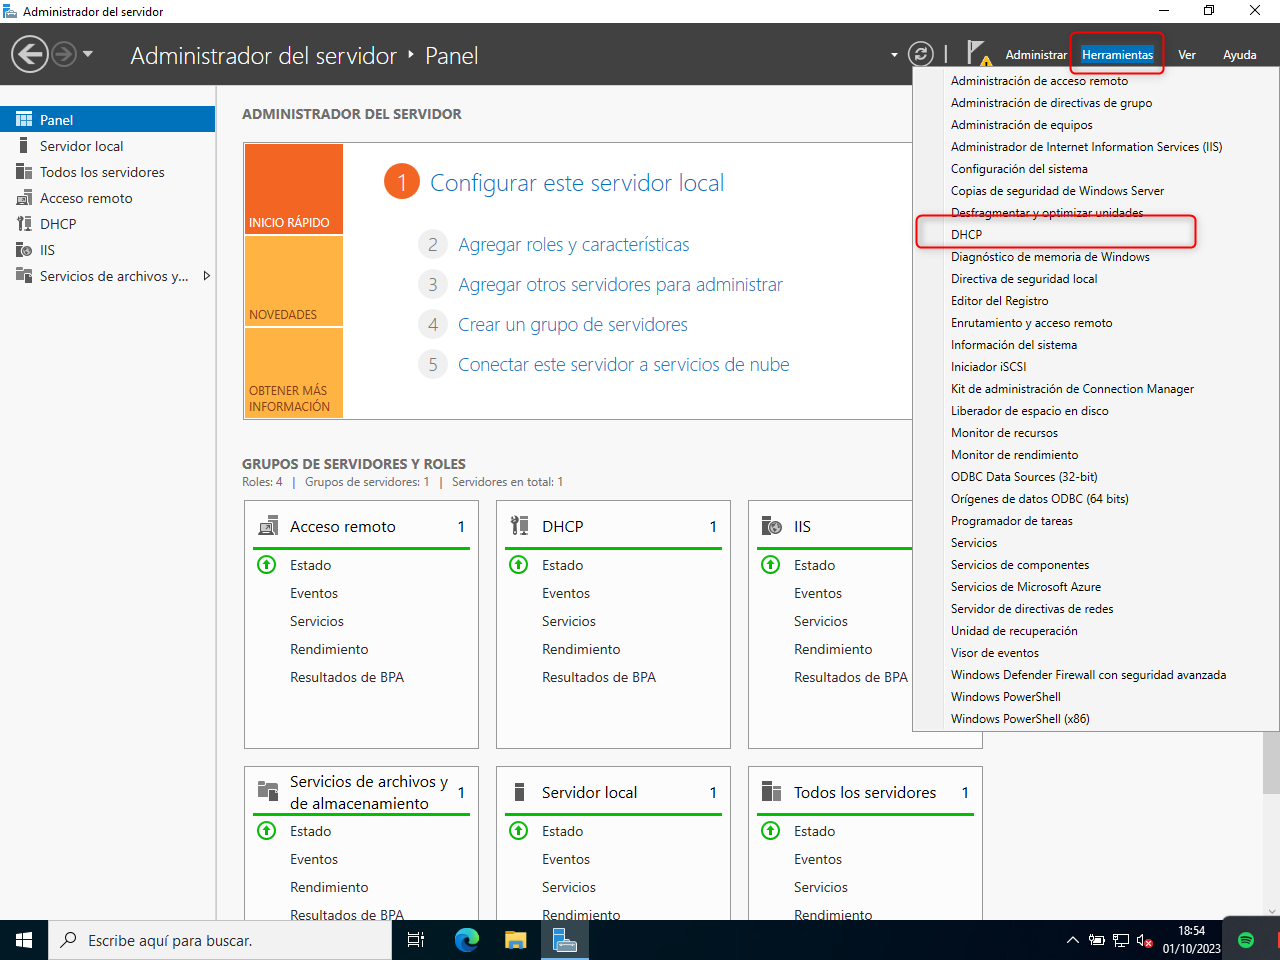 Administrador del servidor
Administrador del servidor ‣ Panel
Administrar
Herramientas
Ver
Ayuda
Panel
Servidor local
Todos los servidores
Acceso remoto
DHCP
IIS
Servicios de archivos y...
ADMINISTRADOR DEL SERVIDOR
INICIO RÁPIDO
NOVEDADES
OBTENER MÁS
INFORMACIÓN
1 Configurar este servidor local
2 Agregar roles y características
3 Agregar otros servidores para administrar
4 Crear un grupo de servidores
5 Conectar este servidor a servicios de nube
Administración de acceso remoto
Administración de directivas de grupo
Administración de equipos
Administrador de Internet Information Services (IIS)
Configuración del sistema
Copias de seguridad de Windows Server
Desfragmentar y optimizar unidades
DHCP
Diagnóstico de memoria de Windows
Directiva de seguridad local
Editor del Registro
Enrutamiento y acceso remoto
Información del sistema
Iniciador iSCSI
Kit de administración de Connection Manager
Liberador de espacio en disco
Monitor de recursos
Monitor de rendimiento
ODBC Data Sources (32-bit)
Orígenes de datos ODBC (64 bits)
Programador de tareas
Servicios
Servicios de componentes
Servicios de Microsoft Azure
Servidor de directivas de redes
Unidad de recuperación
Visor de eventos
Windows Defender Firewall con seguridad avanzada
Windows PowerShell
Windows PowerShell (x86)
GRUPOS DE SERVIDORES Y ROLES
Roles: 4 | Grupos de servidores: 1 | Servidores en total: 1
Acceso remoto 1
Estado
Eventos
Servicios
Rendimiento
Resultados de BPA
DHCP 1
Estado
Eventos
Servicios
Rendimiento
Resultados de BPA
IIS
Estado
Eventos
Servicios
Rendimiento
Resultados de BPA
Servicios de archivos y
de almacenamiento 1
Estado
Eventos
Rendimiento
Resultados de BPA
Servidor local 1
Estado
Eventos
Servicios
Rendimiento
Todos los servidores 1
Estado
Eventos
Servicios
Rendimiento
Escribe aquí para buscar.
18:54
01/10/2023